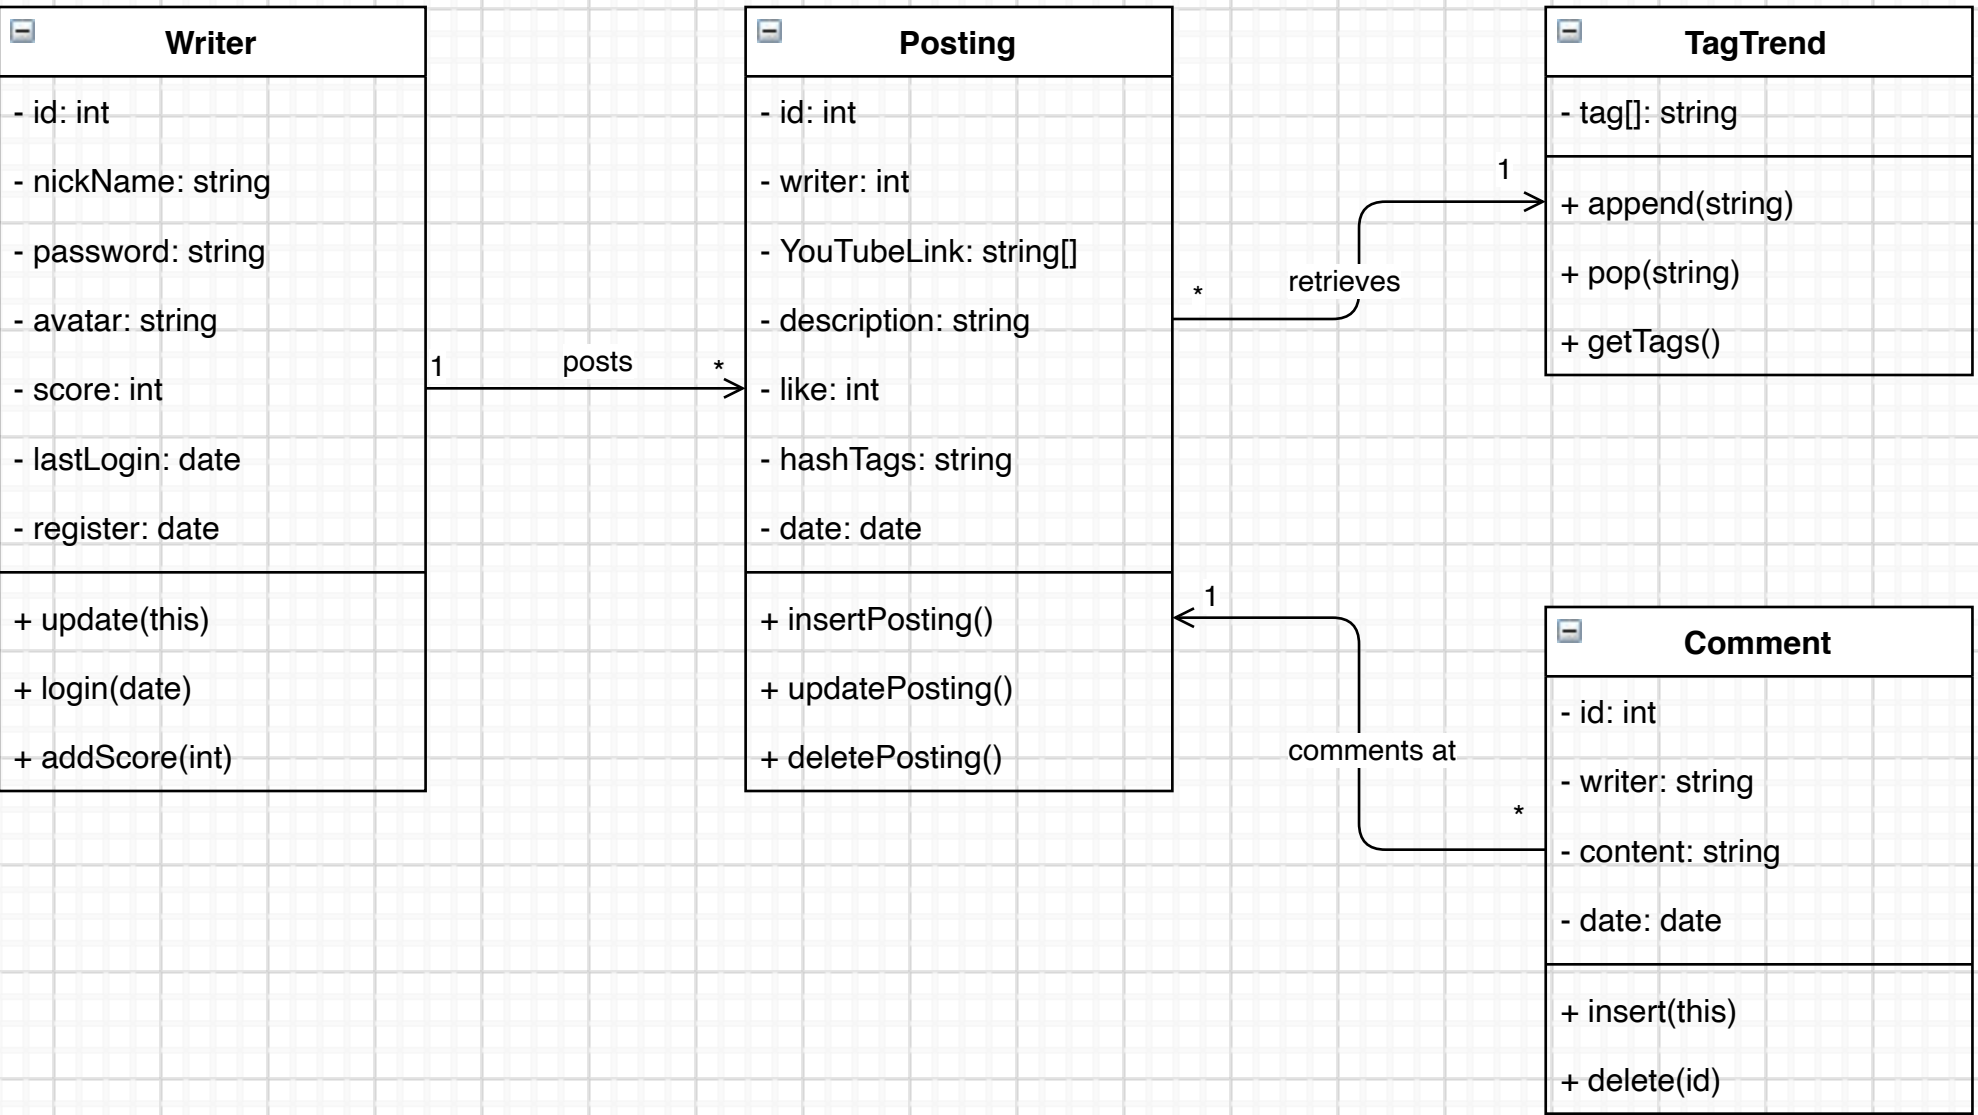 Writer
- id: int
- nickName: string
- password: string
- avatar: string
- score: int
- lastLogin: date
- register: date
+ update(this)
+ login(date)
+ addScore(int)
1
posts
*
Posting
- id: int
- writer: int
- YouTubeLink: string[]
- description: string
- like: int
- hashTags: string
- date: date
+ insertPosting()
+ updatePosting()
+ deletePosting()
*
retrieves
1
TagTrend
- tag[]: string
+ append(string)
+ pop(string)
+ getTags()
1
comments at
*
Comment
- id: int
- writer: string
- content: string
- date: date
+ insert(this)
+ delete(id)